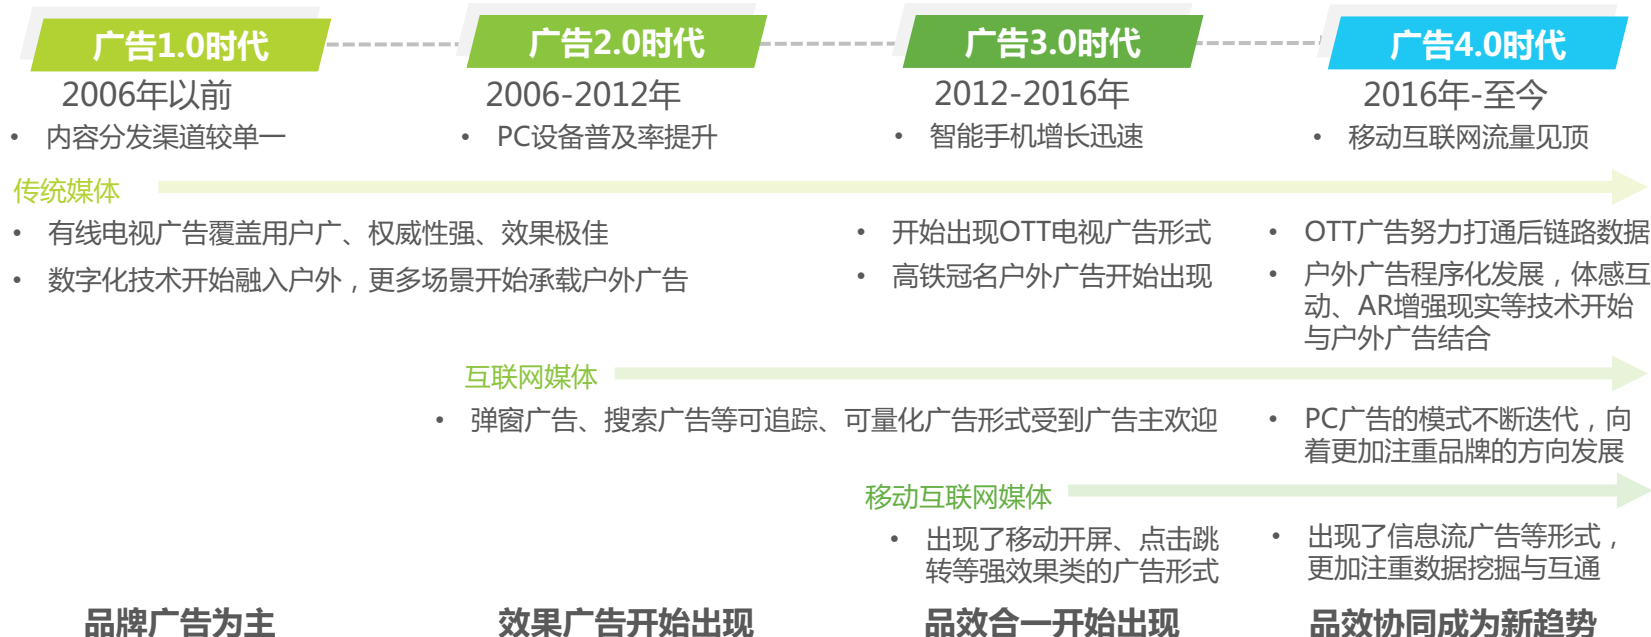 广告1.0时代
广告2.0时代
广告3.0时代
广告4.0时代
2006年以前
2006-2012年
2012-2016年
2016年-至今
• 内容分发渠道较单一
• PC设备普及率提升
• 智能手机增长迅速
• 移动互联网流量见顶
传统媒体
• 有线电视广告覆盖用户广、权威性强、效果极佳
• 数字化技术开始融入户外，更多场景开始承载户外广告
• 开始出现OTT电视广告形式
• 高铁冠名户外广告开始出现
• OTT广告努力打通后链路数据
• 户外广告程序化发展，体感互
动、AR增强现实等技术开始
与户外广告结合
互联网媒体
• 弹窗广告、搜索广告等可追踪、可量化广告形式受到广告主欢迎
• PC广告的模式不断迭代，向
着更加注重品牌的方向发展
移动互联网媒体
• 出现了移动开屏、点击跳
转等强效果类的广告形式
• 出现了信息流广告等形式，
更加注重数据挖掘与互通
品牌广告为主
效果广告开始出现
品效合一开始出现
品效协同成为新趋势